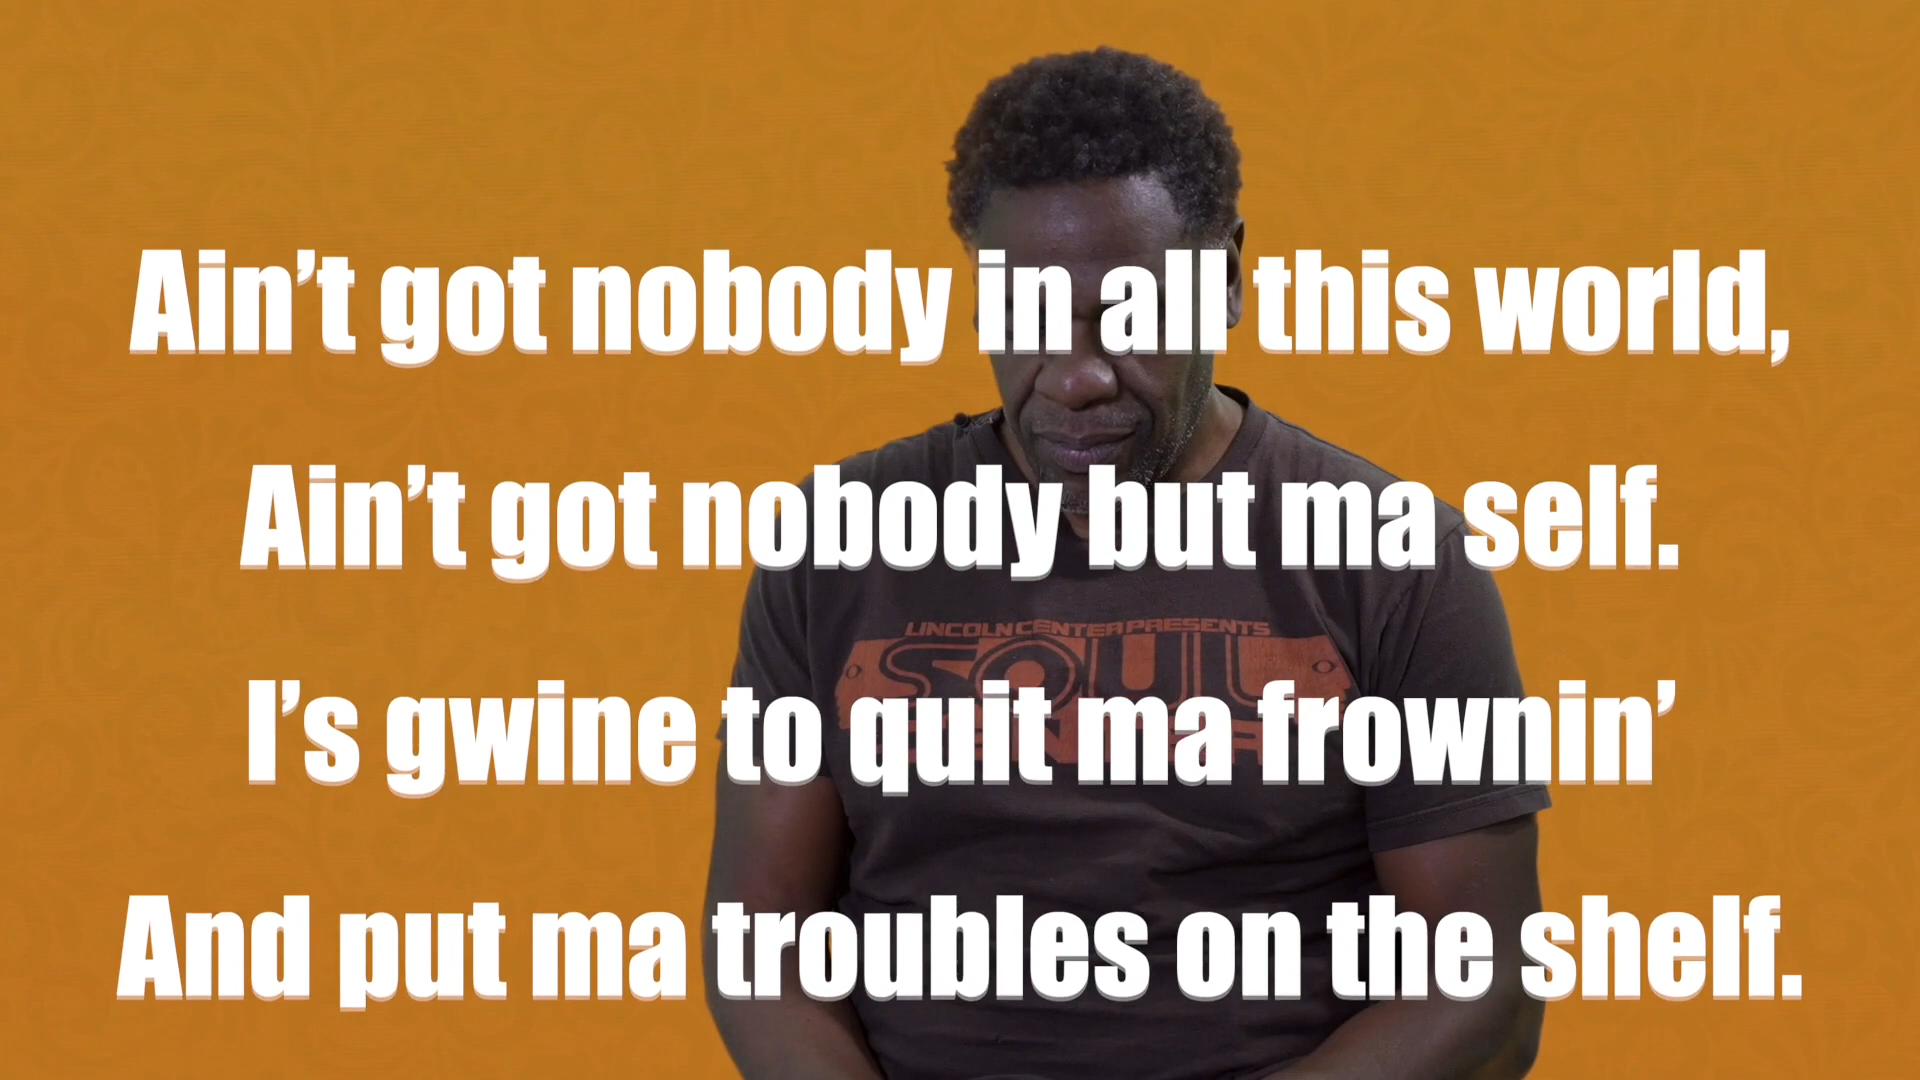 Ain’t got nobody in all this world,
Ain’t got nobody but ma self.
LINCOLN CENTER PRESENTS
SOUL
I’s gwine to quit ma frownin’
And put ma troubles on the shelf.